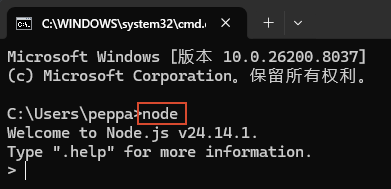 C:\WINDOWS\system32\cmd.e
Microsoft Windows [版本 10.0.26200.8037]
(c) Microsoft Corporation。保留所有权利。
C:\Users\peppa>node
Welcome to Node.js v24.14.1.
Type ".help" for more information.
>